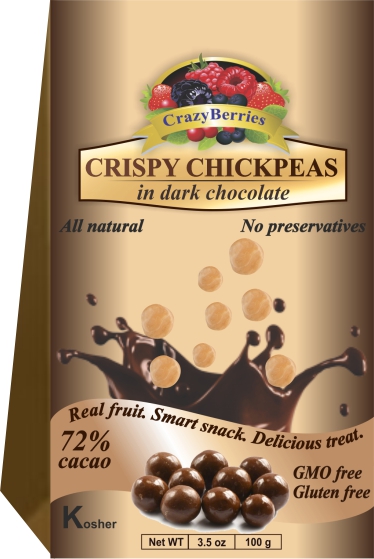 CrazyBerries
CRISPY CHICKPEAS
in dark chocolate
All natural
No preservatives
Real fruit. Smart snack. Delicious treat.
72%
cacao
GMO free
Gluten free
Kosher
Net WT 3.5 oz 100 g